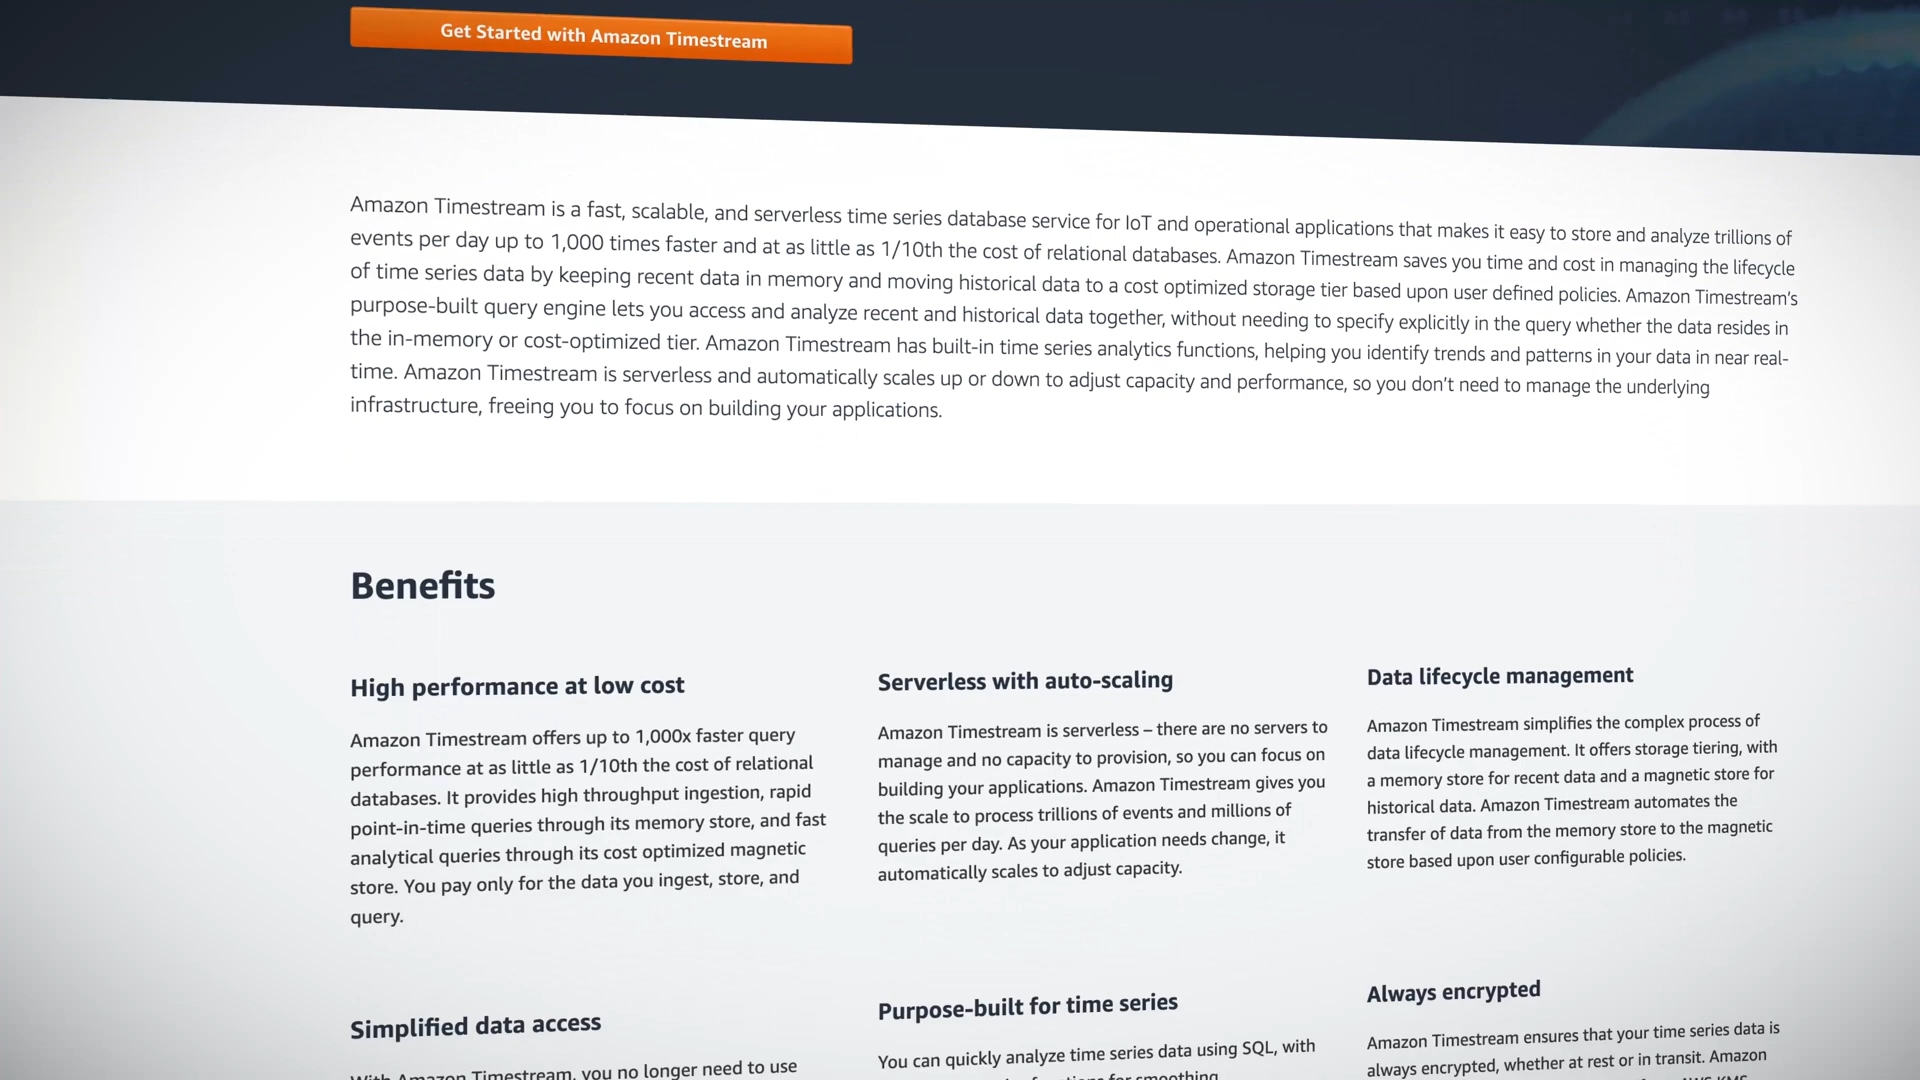 Get Started with Amazon Timestream
Amazon Timestream is a fast, scalable, and serverless time series database service for IoT and operational applications that makes it easy to store and analyze trillions of
events per day up to 1,000 times faster and at as little as 1/10th the cost of relational databases. Amazon Timestream saves you time and cost in managing the lifecycle
of time series data by keeping recent data in memory and moving historical data to a cost optimized storage tier based upon user defined policies. Amazon Timestream's
purpose-built query engine lets you access and analyze recent and historical data together, without needing to specify explicitly in the query whether the data resides in
the in-memory or cost-optimized tier. Amazon Timestream has built-in time series analytics functions, helping you identify trends and patterns in your data in near real-
time. Amazon Timestream is serverless and automatically scales up or down to adjust capacity and performance, so you don't need to manage the underlying
infrastructure, freeing you to focus on building your applications.
Benefits
High performance at low cost
Amazon Timestream offers up to 1,000x faster query
performance at as little as 1/10th the cost of relational
databases. It provides high throughput ingestion, rapid
point-in-time queries through its memory store, and fast
analytical queries through its cost optimized magnetic
store. You pay only for the data you ingest, store, and
query.
Serverless with auto-scaling
Amazon Timestream is serverless – there are no servers to
manage and no capacity to provision, so you can focus on
building your applications. Amazon Timestream gives you
the scale to process trillions of events and millions of
queries per day. As your application needs change, it
automatically scales to adjust capacity.
Data lifecycle management
Amazon Timestream simplifies the complex process of
data lifecycle management. It offers storage tiering, with
a memory store for recent data and a magnetic store for
historical data. Amazon Timestream automates the
transfer of data from the memory store to the magnetic
store based upon user configurable policies.
Simplified data access
With Amazon Timestream, you no longer need to use
Purpose-built for time series
You can quickly analyze time series data using SQL, with
functions for smoothing
Always encrypted
Amazon Timestream ensures that your time series data is
always encrypted, whether at rest or in transit. Amazon
AWS KMS